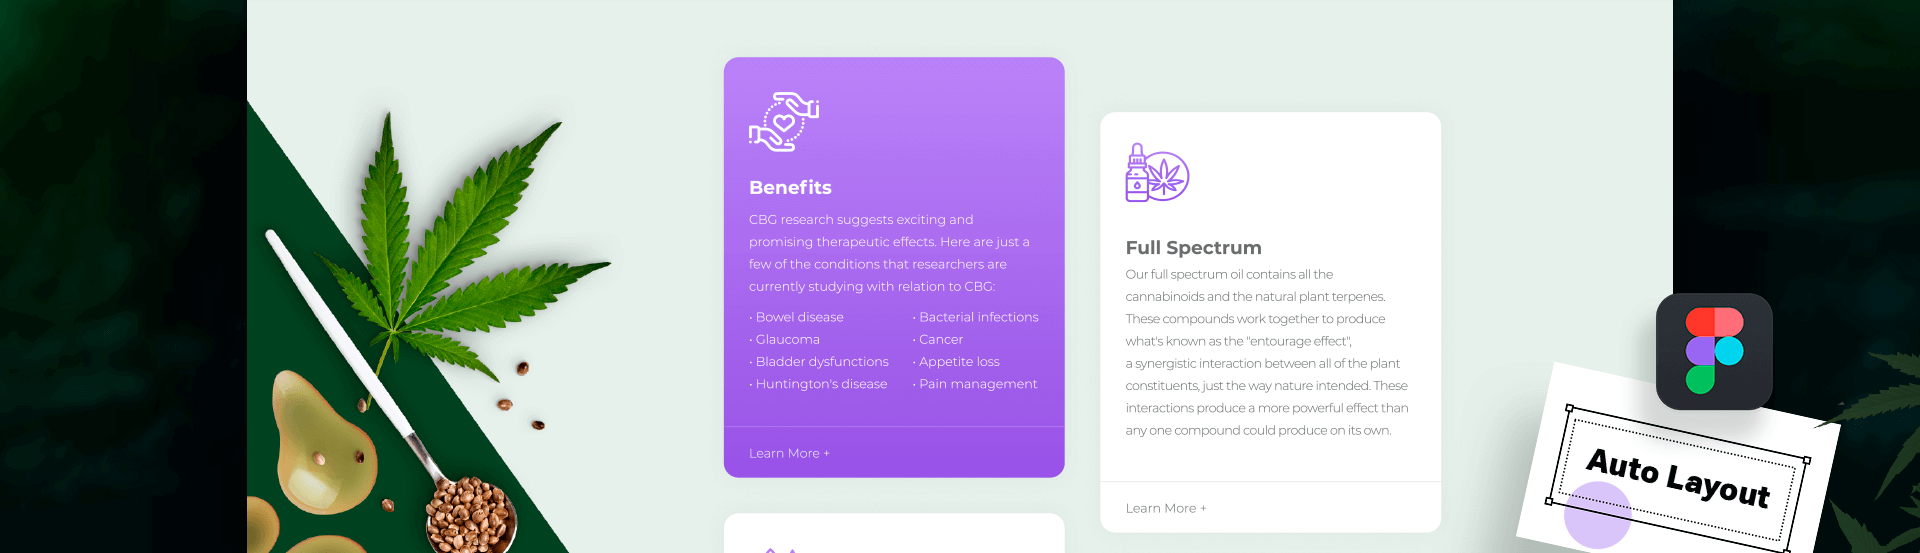 Benefits
CBG research suggests exciting and
promising therapeutic effects. Here are just a
few of the conditions that researchers are
currently studying with relation to CBG:
• Bowel disease
• Glaucoma
• Bladder dysfunctions
• Huntington's disease
• Bacterial infections
• Cancer
• Appetite loss
• Pain management
Learn More +
Full Spectrum
Our full spectrum oil contains all the
cannabinoids and the natural plant terpenes.
These compounds work together to produce
what's known as the "entourage effect",
a synergistic interaction between all of the plant
constituents, just the way nature intended. These
interactions produce a more powerful effect than
any one compound could produce on its own.
Learn More +
Auto Layout